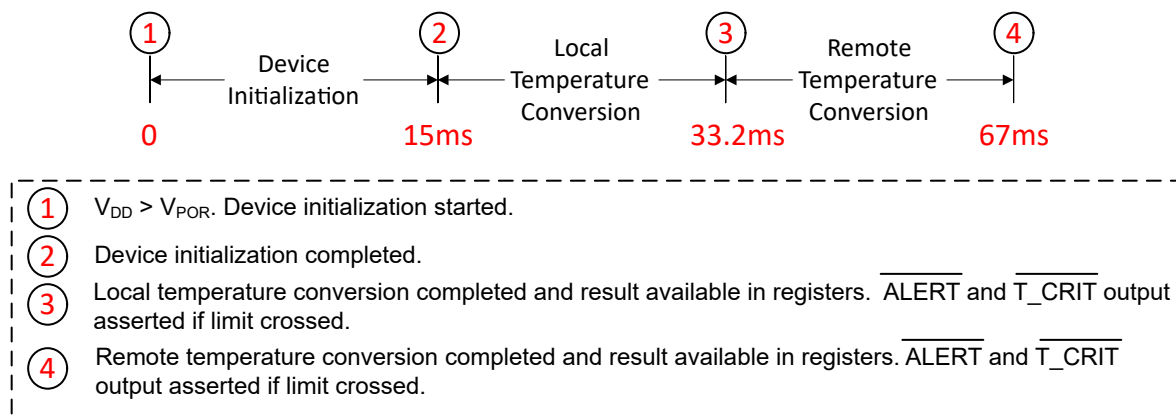 1 2 3 4
Device Initialization
Local Temperature Conversion
Remote Temperature Conversion
0 15ms 33.2ms 67ms
1 VDD > VPOR. Device initialization started.
2 Device initialization completed.
3 Local temperature conversion completed and result available in registers. ALERT and T_CRIT output
asserted if limit crossed.
4 Remote temperature conversion completed and result available in registers. ALERT and T_CRIT
output asserted if limit crossed.